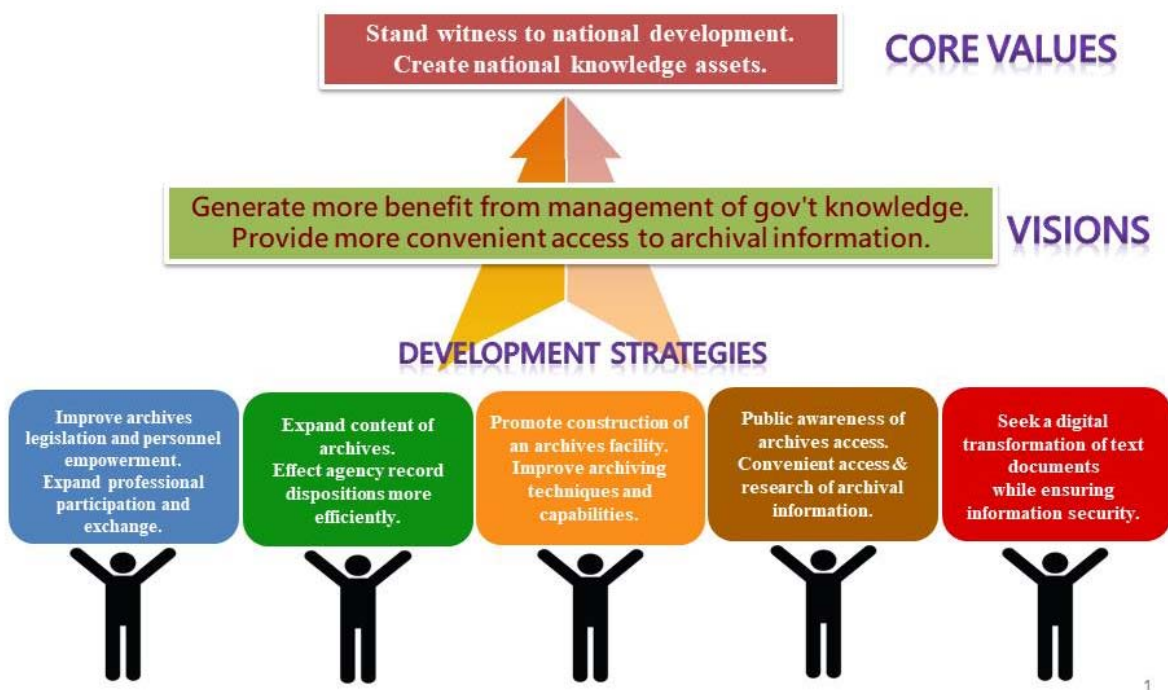 Stand witness to national development.
Create national knowledge assets.
CORE VALUES
Generate more benefit from management of gov't knowledge.
Provide more convenient access to archival information.
VISIONS
DEVELOPMENT STRATEGIES
Improve archives
legislation and personnel
empowerment.
Expand professional
participation and
exchange.
Expand content of
archives.
Effect agency record
dispositions more
efficiently.
Promote construction of
an archives facility.
Improve archiving
techniques and
capabilities.
Public awareness of
archives access.
Convenient access &
research of archival
information.
Seek a digital
transformation of text
documents
while ensuring
information security.
1